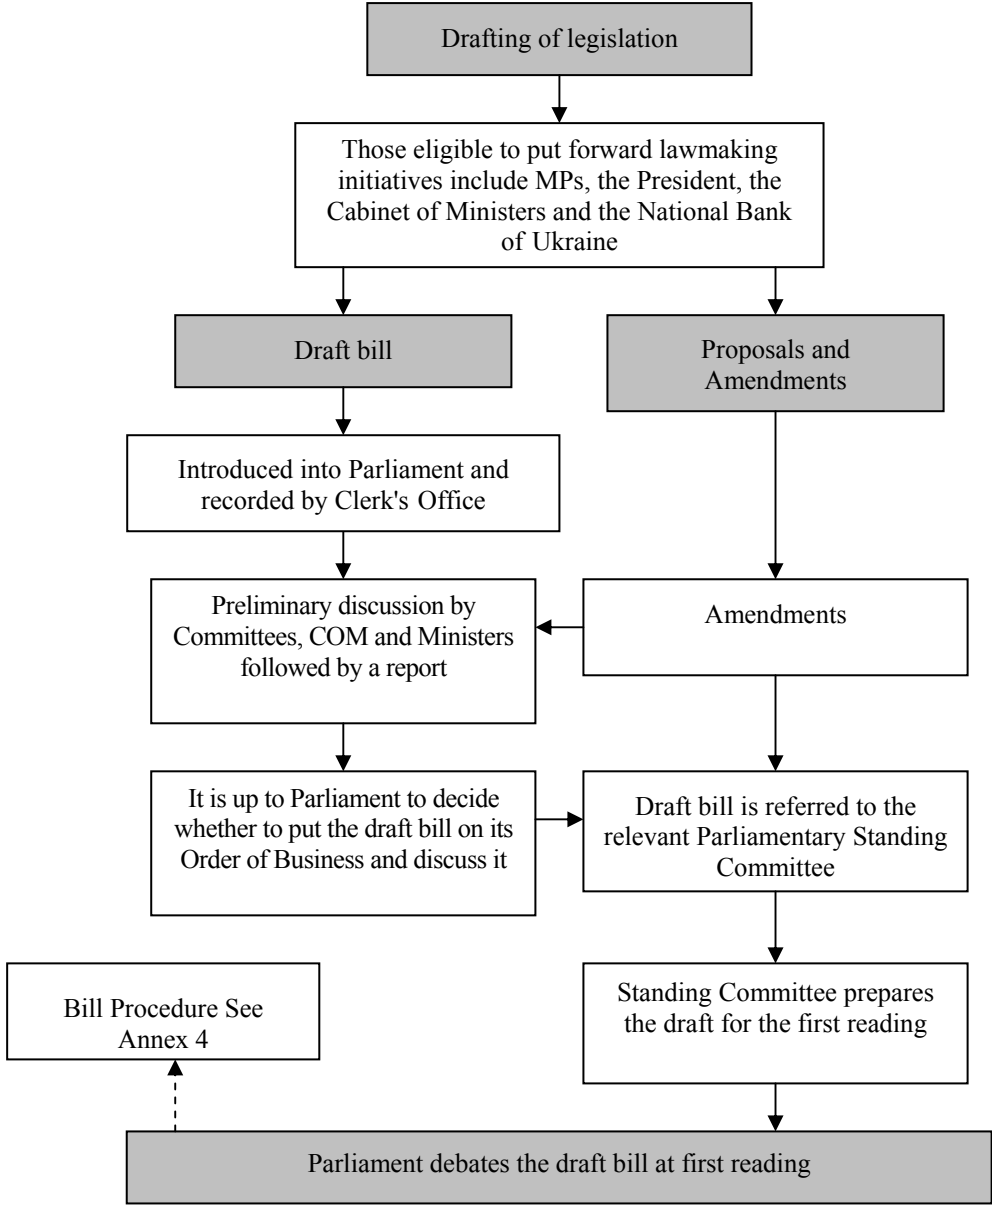 Drafting of legislation
Those eligible to put forward lawmaking
initiatives include MPs, the President, the
Cabinet of Ministers and the National Bank
of Ukraine
Draft bill
Proposals and
Amendments
Introduced into Parliament and
recorded by Clerk's Office
Preliminary discussion by
Committees, COM and Ministers
followed by a report
Amendments
It is up to Parliament to decide
whether to put the draft bill on its
Order of Business and discuss it
Draft bill is referred to the
relevant Parliamentary Standing
Committee
Bill Procedure See
Annex 4
Standing Committee prepares
the draft for the first reading
Parliament debates the draft bill at first reading